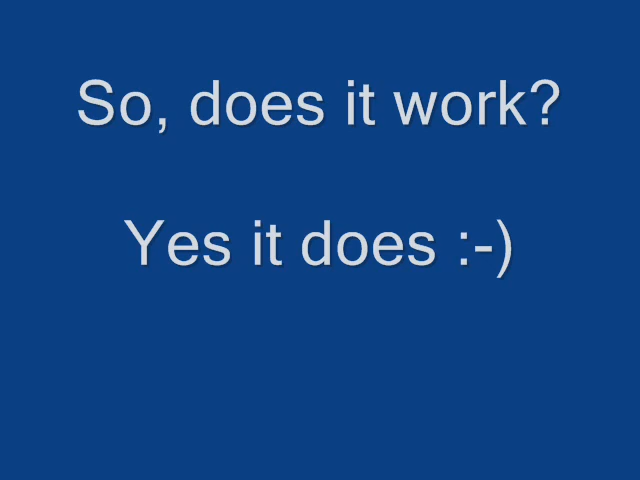 So, does it work?
Yes it does :-)